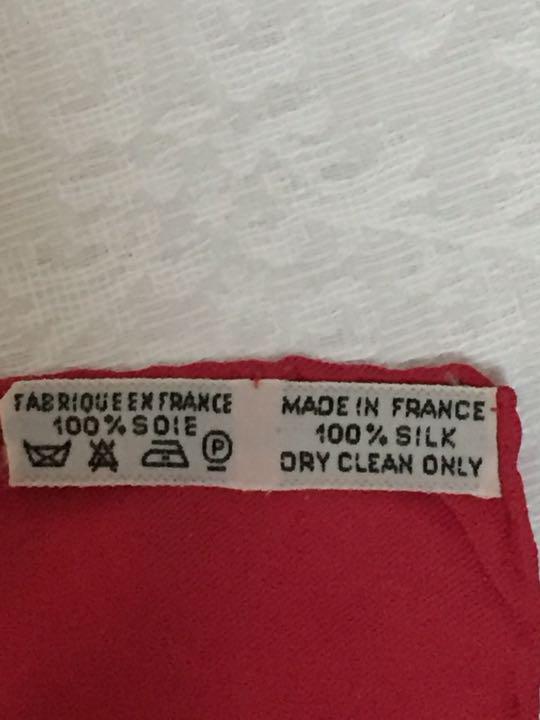 FABRIQUE EN FRANCE
100% SOIE
P
MADE IN FRANCE
100% SILK
DRY CLEAN ONLY